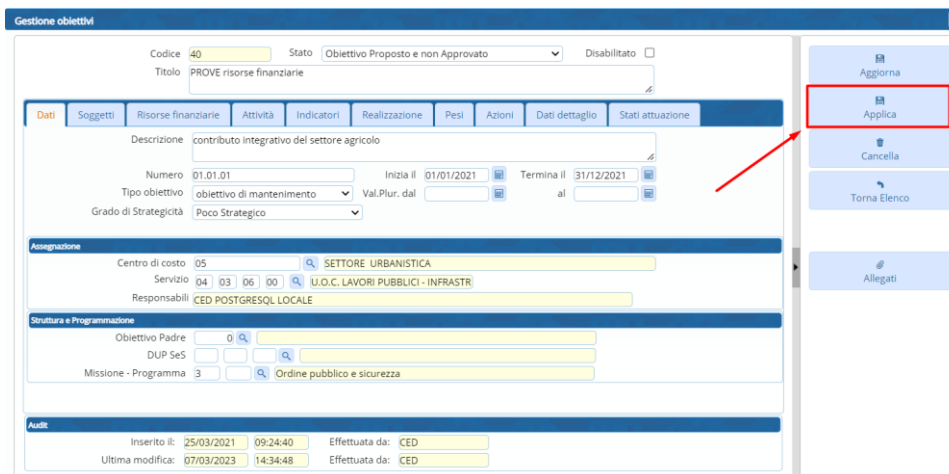 Gestione obiettivi
Codice 40 Stato Obiettivo Proposto e non Approvato Disabilitato
Titolo PROVE risorse finanziarie
Dati Soggetti Risorse finanziarie Attività Indicatori Realizzazione Pesi Azioni Dati dettaglio Stati attuazione
Descrizione contributo integrativo del settore agricolo
Numero 01.01.01 Inizia il 01/01/2021 Termina il 31/12/2021
Tipo obiettivo obiettivo di mantenimento Val.Plur. dal al
Grado di Strategicità Poco Strategico
Assegnazione
Centro di costo 05 SETTORE URBANISTICA
Servizio 04 03 06 00 U.O.C. LAVORI PUBBLICI - INFRASTR
Responsabili CED POSTGRESQL LOCALE
Struttura e Programmazione
Obiettivo Padre 0
DUP SeS
Missione - Programma 3 Ordine pubblico e sicurezza
Audit
Inserito il: 25/03/2021 09:24:40 Effettuata da: CED
Ultima modifica: 07/03/2023 14:34:48 Effettuata da: CED
Aggiorna
Applica
Cancella
Torna Elenco
Allegati